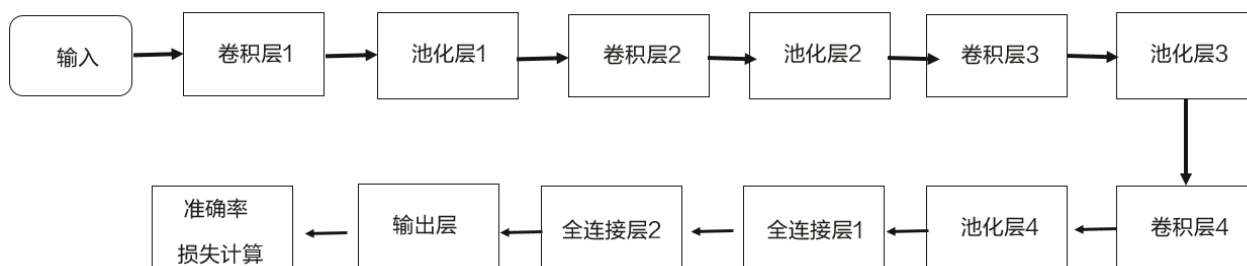 输入
卷积层1
池化层1
卷积层2
池化层2
卷积层3
池化层3
卷积层4
池化层4
全连接层1
全连接层2
输出层
准确率
损失计算